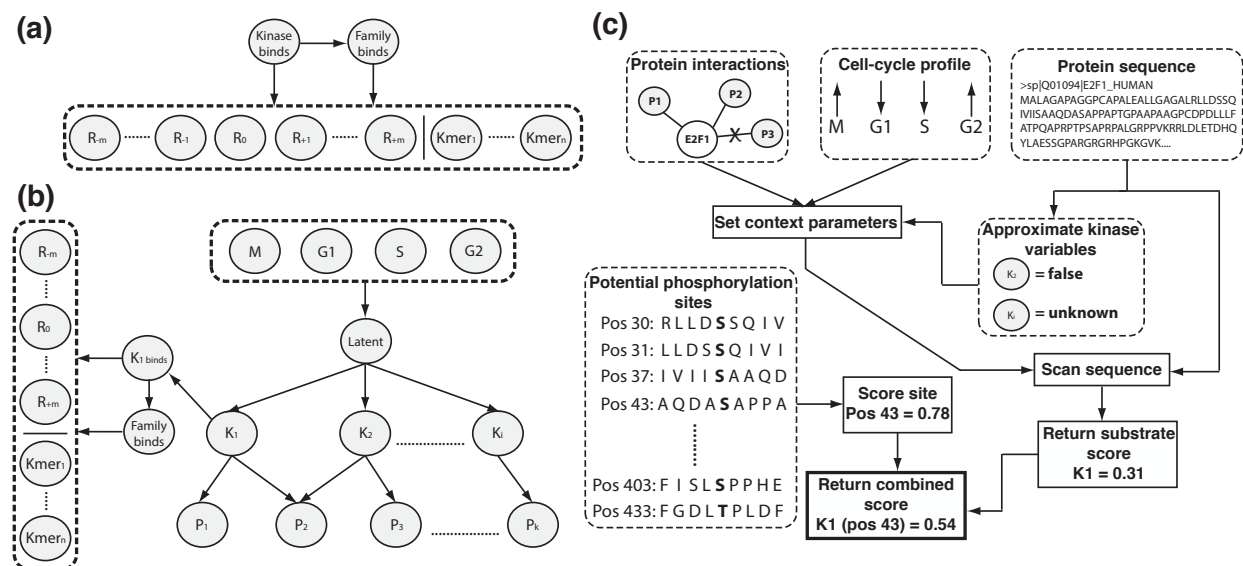 (a)
Kinase
binds
Family
binds
R-m
R-1
R0
R+1
R+m
Kmer1
Kmern
(b)
R-m
R0
R+m
Kmer1
Kmern
M
G1
S
G2
Latent
K1 binds
Family
binds
K1
K2
Ki
P1
P2
P3
Pk
(c)
Protein interactions
P1
P2
E2F1
X
P3
Cell-cycle profile
M G1 S G2
Protein sequence
>sp|Q01094|E2F1_HUMAN
MALAGAPAGGPCAPALEALLGAGALRLLDSSQ
IVIISAAQDASAPPAPTGPAAPAAGPCDPDLLLF
ATPQAPRPTPSAPRPALGRPPVKRRLDLETDHQ
YLAESSGPARGRGRHPGKGVK....
Set context parameters
Approximate kinase
variables
K2 = false
Ki = unknown
Potential phosphorylation
sites
Pos 30: R L L D S S Q I V
Pos 31: L L D S S Q I V I
Pos 37: I V I I S A A Q D
Pos 43: A Q D A S A P P A
Pos 403: F I S L S P P H E
Pos 433: F G D L T P L D F
Scan sequence
Score site
Pos 43 = 0.78
Return substrate
score
K1 = 0.31
Return combined
score
K1 (pos 43) = 0.54